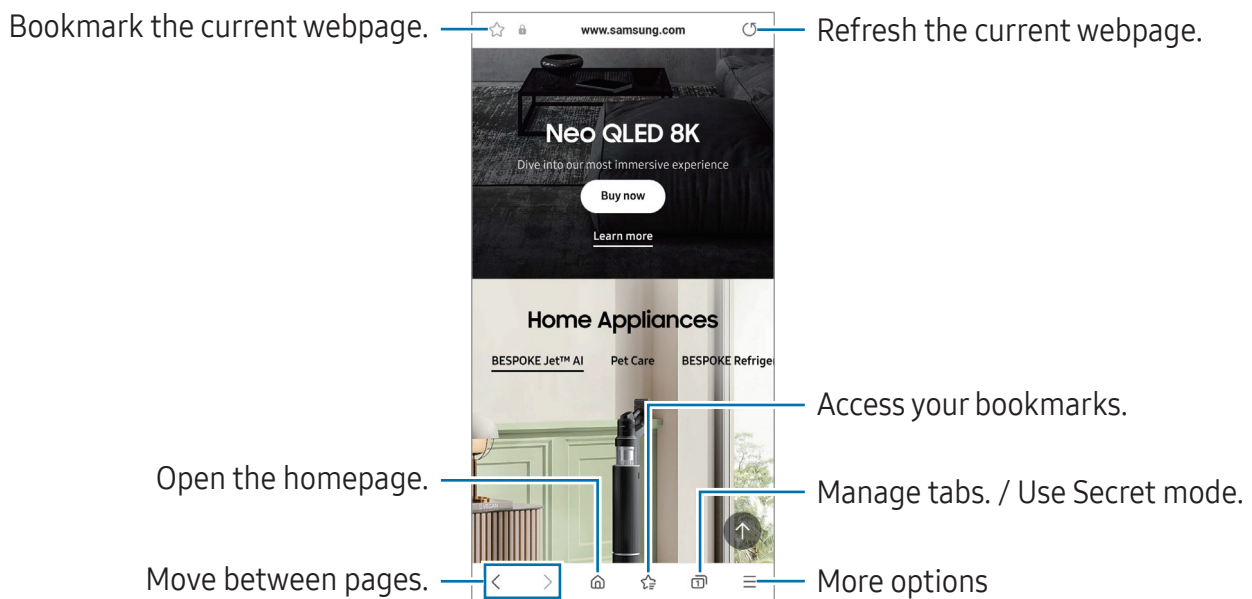 Bookmark the current webpage.
www.samsung.com
Refresh the current webpage.
Neo QLED 8K
Dive into our most immersive experience
Buy now
Learn more
Home Appliances
BESPOKE Jet™ AI Pet Care BESPOKE Refrige
Access your bookmarks.
Open the homepage.
Manage tabs. / Use Secret mode.
Move between pages.
1
More options